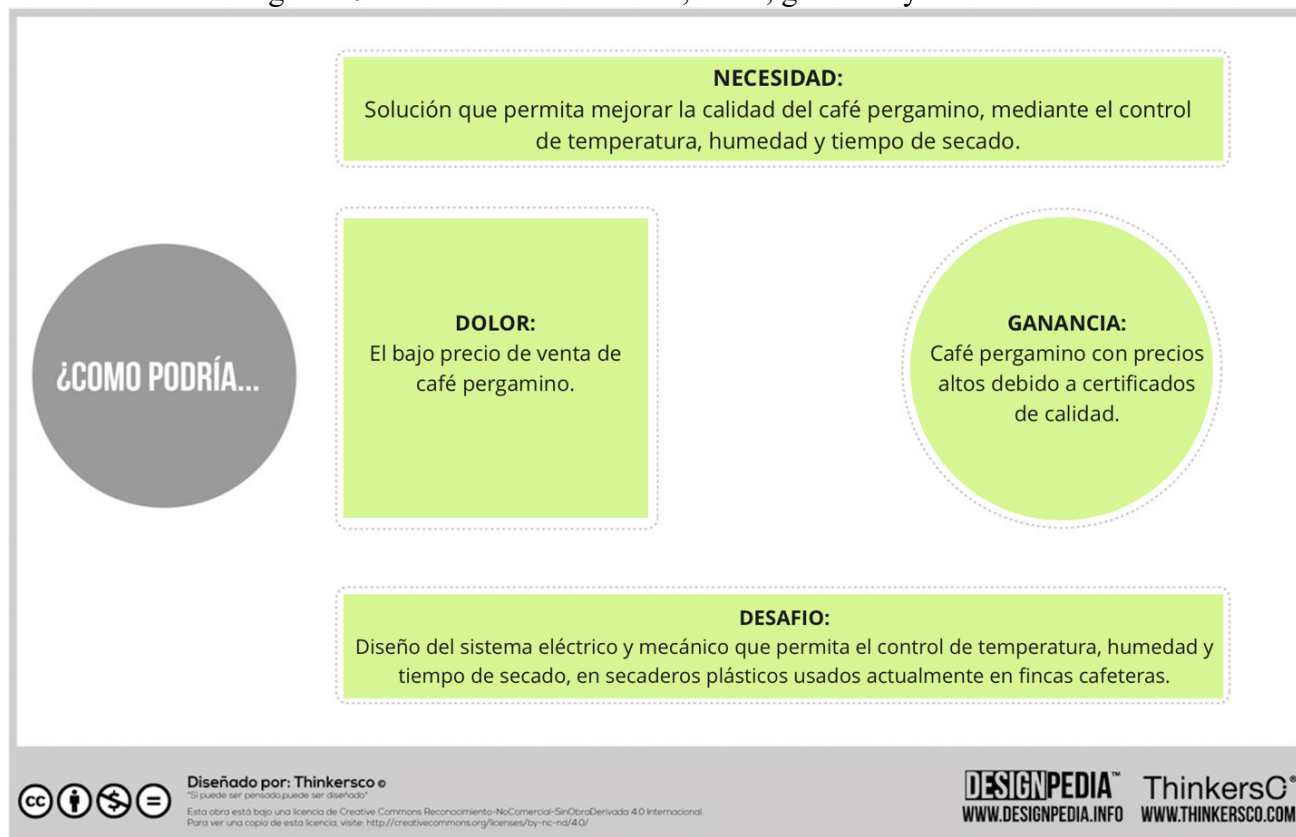 NECESIDAD:
Solución que permita mejorar la calidad del café pergamino, mediante el control
de temperatura, humedad y tiempo de secado.
¿COMO PODRÍA...
DOLOR:
El bajo precio de venta de
café pergamino.
GANANCIA:
Café pergamino con precios
altos debido a certificados
de calidad.
DESAFIO:
Diseño del sistema eléctrico y mecánico que permita el control de temperatura, humedad y
tiempo de secado, en secaderos plásticos usados actualmente en fincas cafeteras.
cc
Diseñado por: Thinkersco ©
"Si puede ser pensado,puede ser diseñado"
Esta obra está bajo una licencia de Creative Commons Reconocimiento-NoComercial-SinObraDerivada 4.0 Internacional.
Para ver una copia de esta licencia, visite: http://creativecommons.org/licenses/by-nc-nd/4.0/
DESIGNPEDIA™
WWW.DESIGNPEDIA.INFO
ThinkersCo®
WWW.THINKERSCO.COM